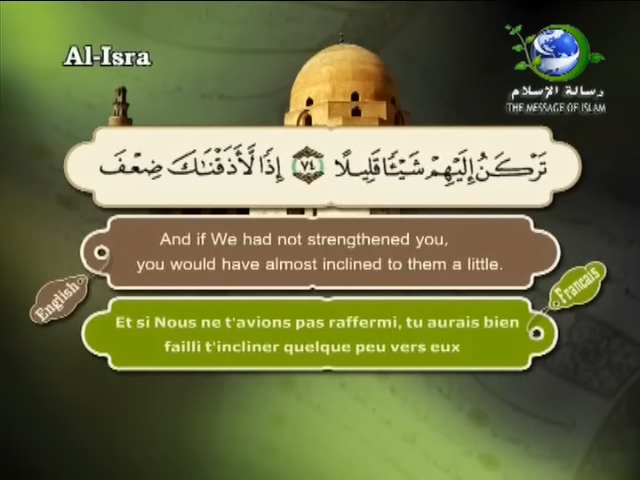 Al-Isra
رسالة الإسلام
THE MESSAGE OF ISLAM
تَرْكَنُ إِلَيْهِمْ شَيْـًٔا قَلِيلًا ٧٤ إِذًا لَّأَذَقْنَـٰكَ ضِعْفَ
And if We had not strengthened you,
you would have almost inclined to them a little.
English
Français
Et si Nous ne t'avions pas raffermi, tu aurais bien
failli t'incliner quelque peu vers eux